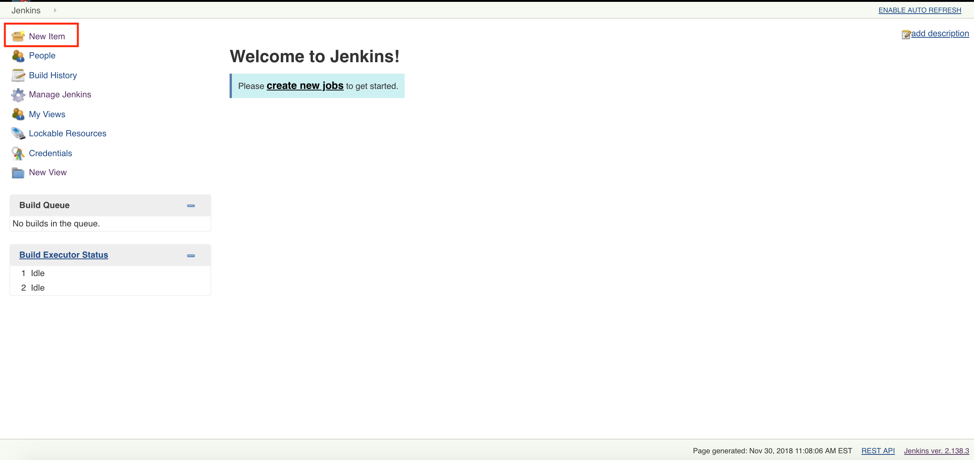 Jenkins ›
ENABLE AUTO REFRESH
New Item
People
Build History
Manage Jenkins
My Views
Lockable Resources
Credentials
New View
Build Queue
No builds in the queue.
Build Executor Status
1 Idle
2 Idle
add description
Welcome to Jenkins!
Please create new jobs to get started.
Page generated: Nov 30, 2018 11:08:06 AM EST REST API Jenkins ver. 2.138.3